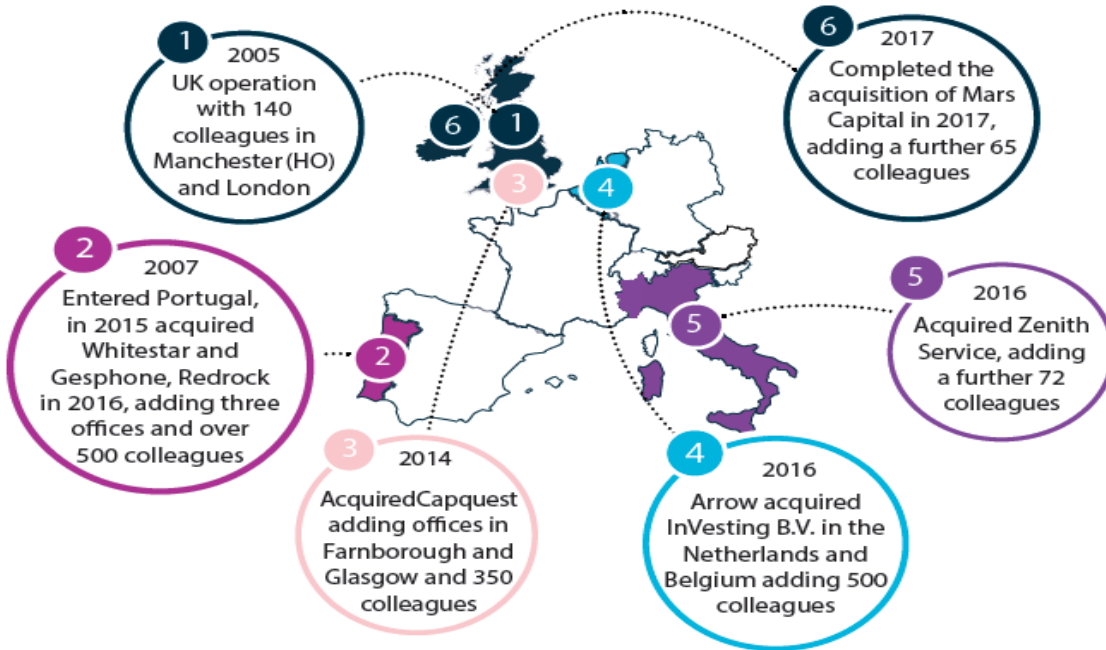 1
2005
UK operation
with 140
colleagues in
Manchester (HO)
and London
2
2007
Entered Portugal,
in 2015 acquired
Whitestar and
Gesphone, Redrock
in 2016, adding three
offices and over
500 colleagues
3
2014
AcquiredCapquest
adding offices in
Farnborough and
Glasgow and 350
colleagues
4
2016
Arrow acquired
InVesting B.V. in the
Netherlands and
Belgium adding 500
colleagues
5
2016
Acquired Zenith
Service, adding
a further 72
colleagues
6
2017
Completed the
acquisition of Mars
Capital in 2017,
adding a further 65
colleagues
6
1
3
4
5
2